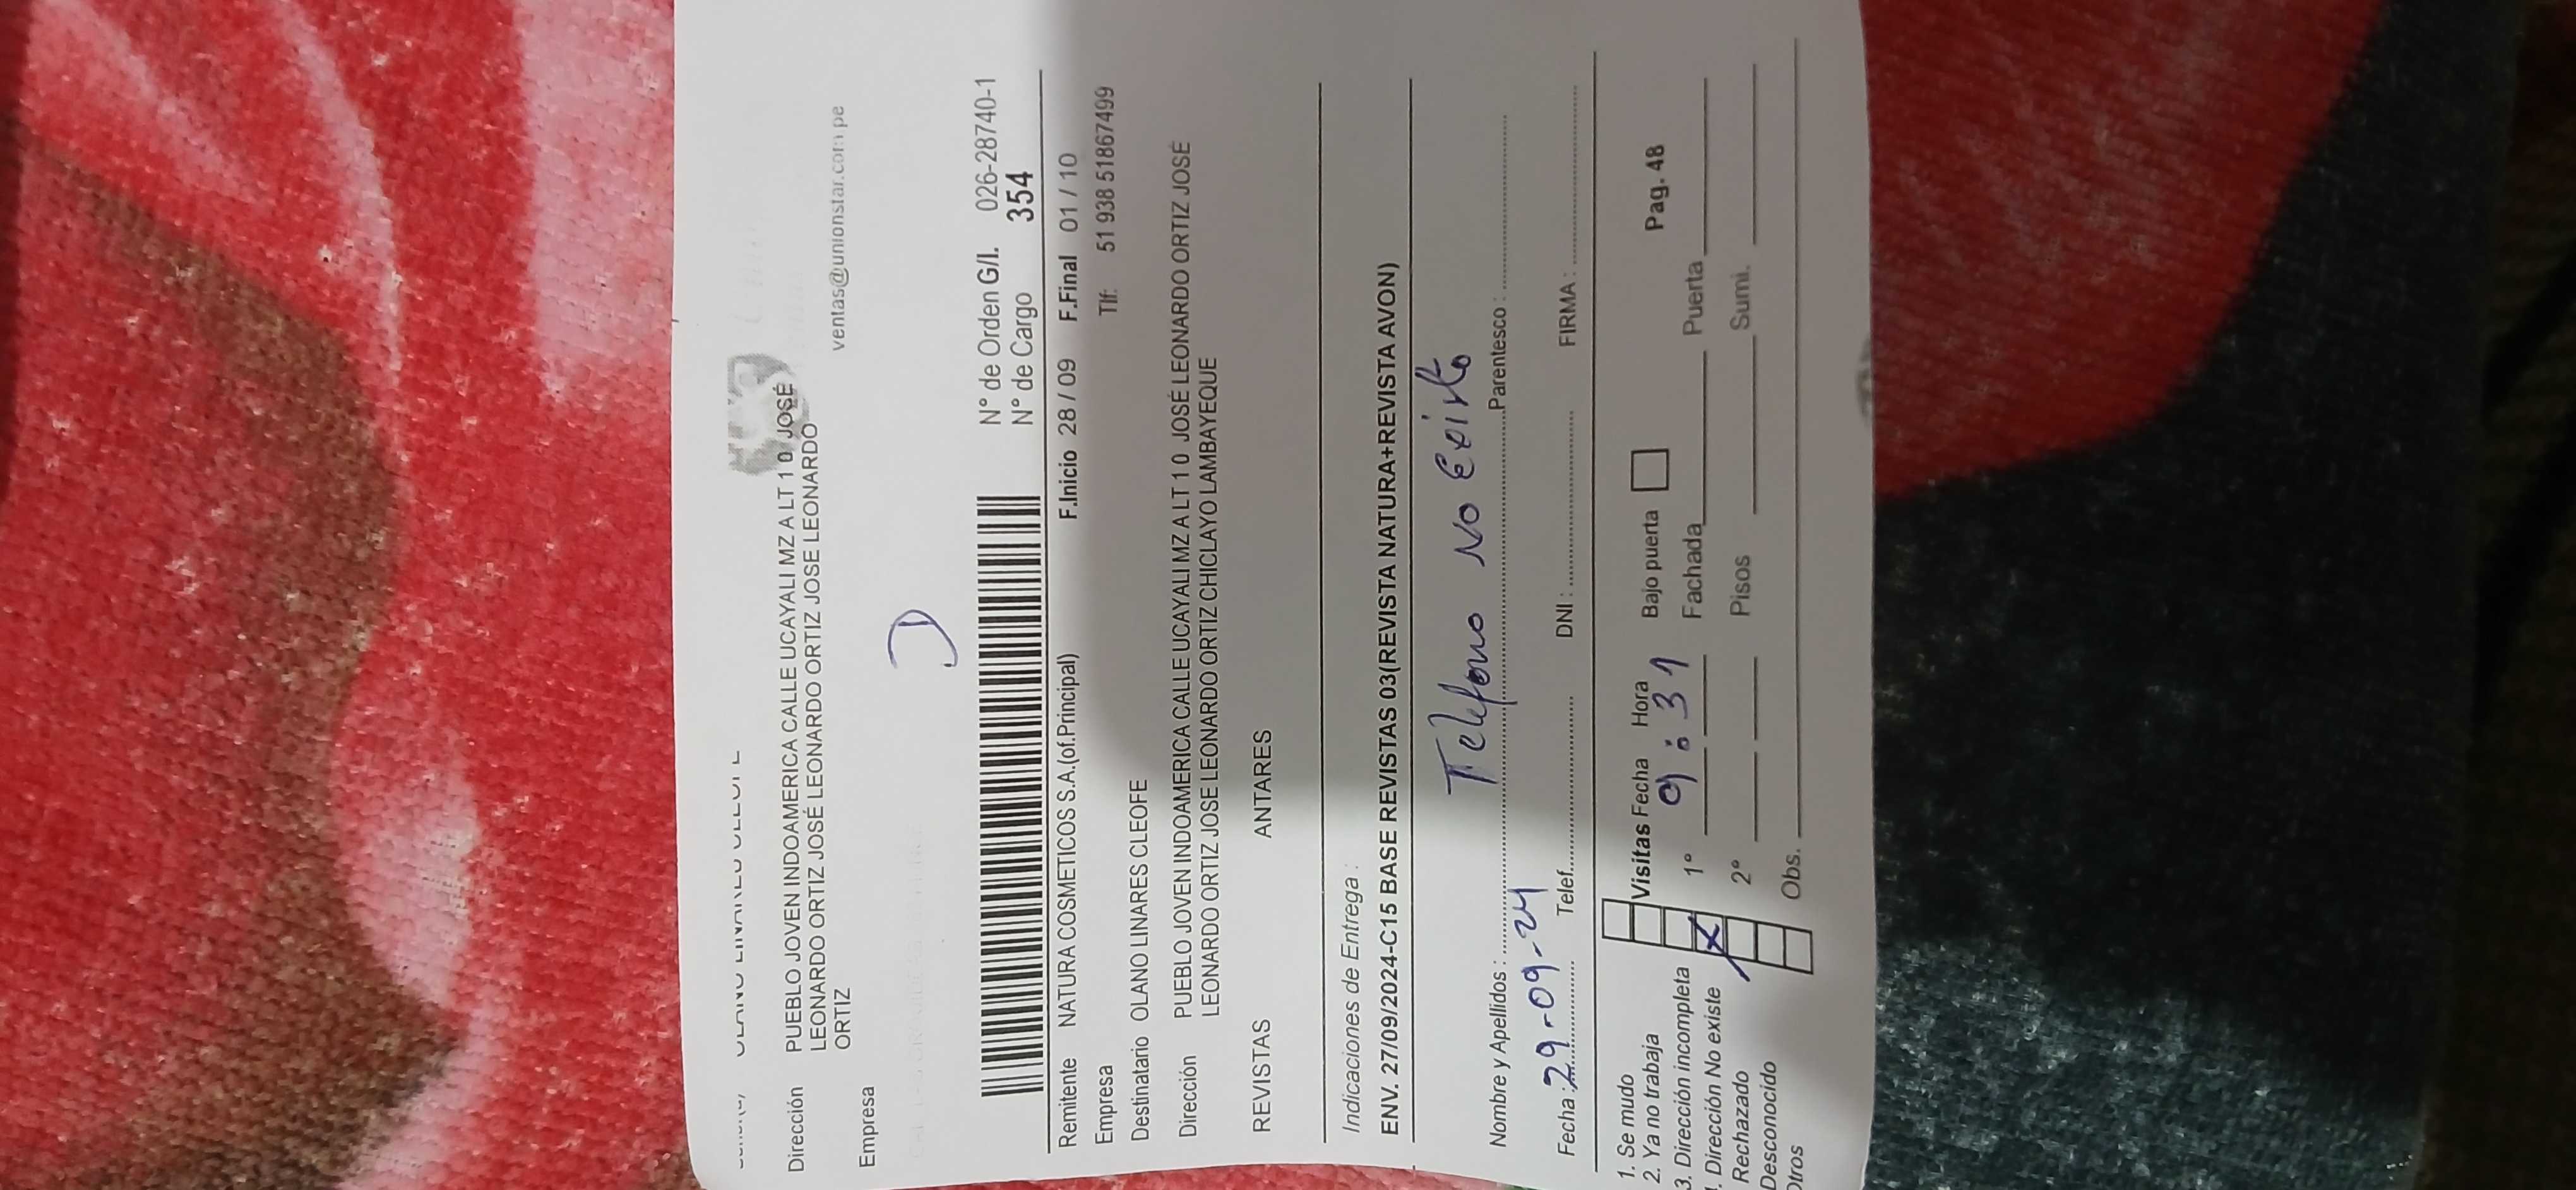 Dirección PUEBLO JOVEN INDOAMERICA CALLE UCAYALI MZ A LT 1 0 JOSÉ
LEONARDO ORTIZ JOSÉ LEONARDO ORTIZ JOSE LEONARDO
ORTIZ
ventas@unionstar.com.pe
Empresa
D
N° de Orden G/I. 026-28740-1
N° de Cargo 354
Remitente NATURA COSMETICOS S.A.(of.Principal) F.Inicio 28 / 09 F.Final 01 / 10
Empresa Tlf: 51 938 51867499
Destinatario OLANO LINARES CLEOFE
Dirección PUEBLO JOVEN INDOAMERICA CALLE UCAYALI MZ A LT 1 0 JOSÉ LEONARDO ORTIZ JOSÉ
LEONARDO ORTIZ JOSE LEONARDO ORTIZ CHICLAYO LAMBAYEQUE
REVISTAS ANTARES
Indicaciones de Entrega :
ENV. 27/09/2024-C15 BASE REVISTAS 03(REVISTA NATURA+REVISTA AVON)
Telefono No Existe
Nombre y Apellidos : Parentesco :
Fecha 29-09-24 Telef. DNI : FIRMA :
1. Se mudo
2. Ya no trabaja Visitas Fecha Hora Bajo puerta Pag. 48
3. Dirección incompleta 1° 9:31 Fachada Puerta
. Dirección No existe
Rechazado 2° Pisos Sumi.
Desconocido
Otros Obs.